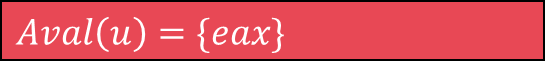 Aval(u) = {eax}